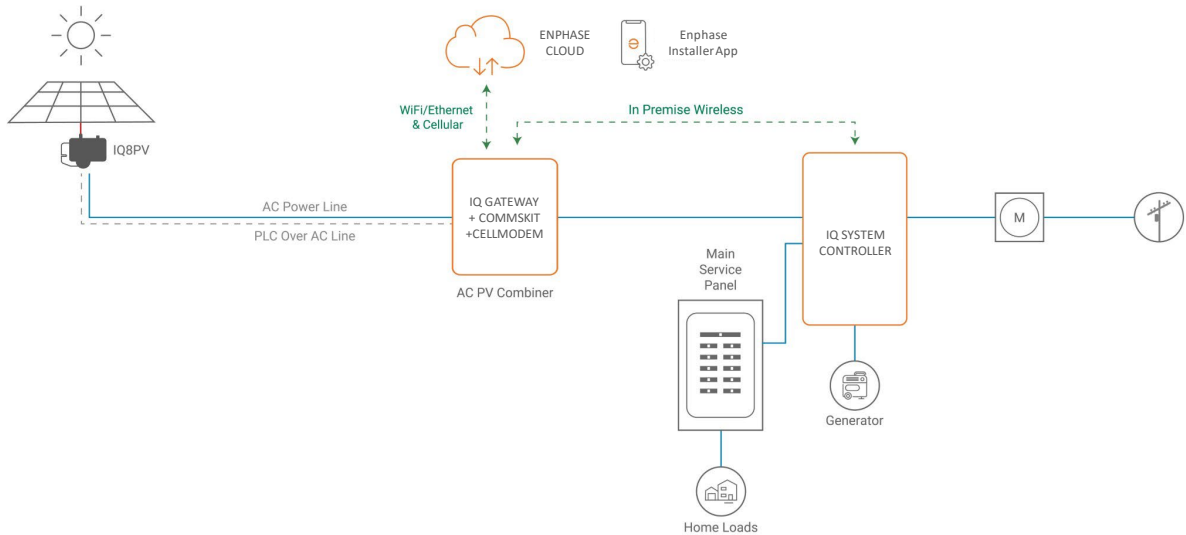 ENPHASE
CLOUD
Enphase
Installer App
WiFi/Ethernet
& Cellular
In Premise Wireless
IQ8PV
AC Power Line
PLC Over AC Line
IQ GATEWAY
+ COMMSKIT
+CELLMODEM
AC PV Combiner
IQ SYSTEM
CONTROLLER
M
Main
Service
Panel
Generator
Home Loads